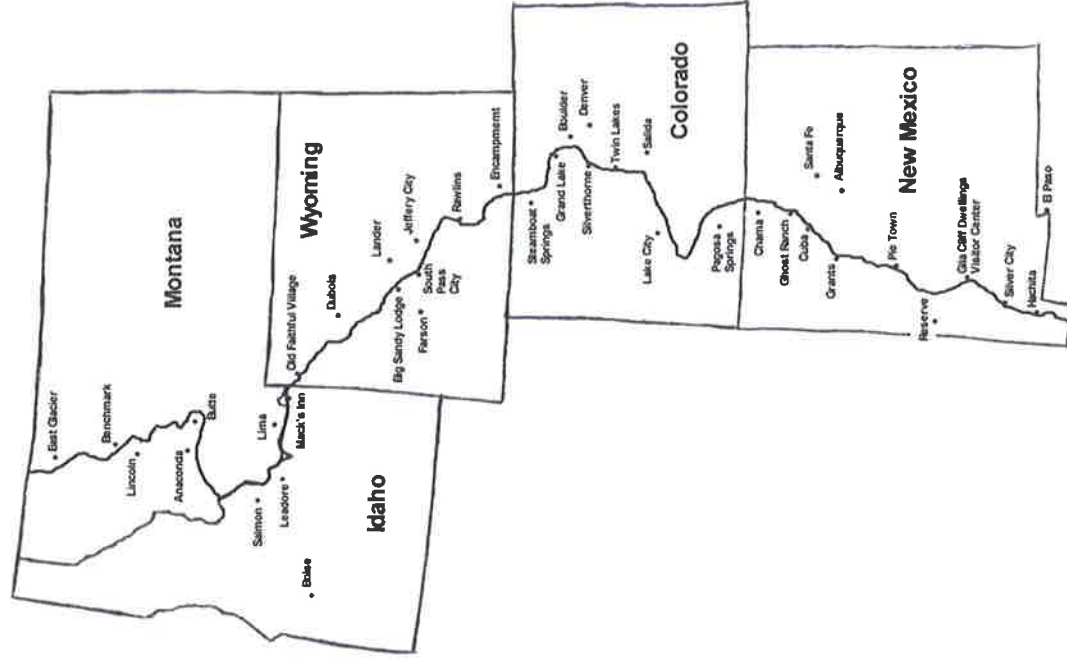 Montana
East Glacier
Benchmark
Lincoln
Anaconda
Butte
Idaho
Salmon
Leadore
Lima
Mack's Inn
Boise
Wyoming
Old Faithful Village
Dubois
Lander
Jeffery City
Big Sandy Lodge
Farson
South
Pass
City
Rawlins
Encampmemt
Colorado
Steamboat
Springs
Grand Lake
Boulder
Denver
Silverthorne
Twin Lakes
Salida
Lake City
Pagosa
Springs
New Mexico
Chama
Ghost Ranch
Santa Fe
Cuba
Albuquerque
Grants
Pie Town
Reserve
Gila Cliff Dwellings
Visitor Center
Silver City
Hachita
El Paso